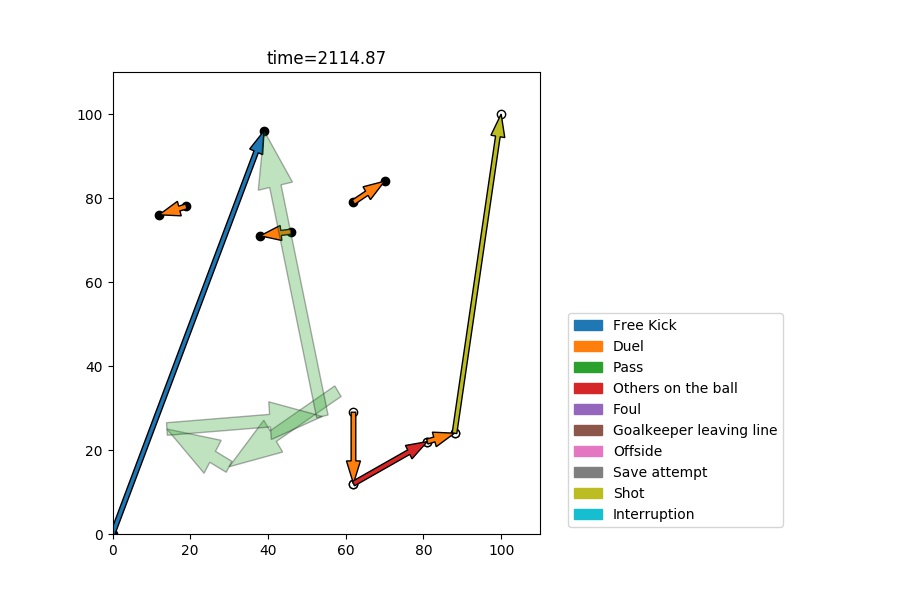 time=2114.87
100
80
60
40
20
0
0 20 40 60 80 100
Free Kick
Duel
Pass
Others on the ball
Foul
Goalkeeper leaving line
Offside
Save attempt
Shot
Interruption